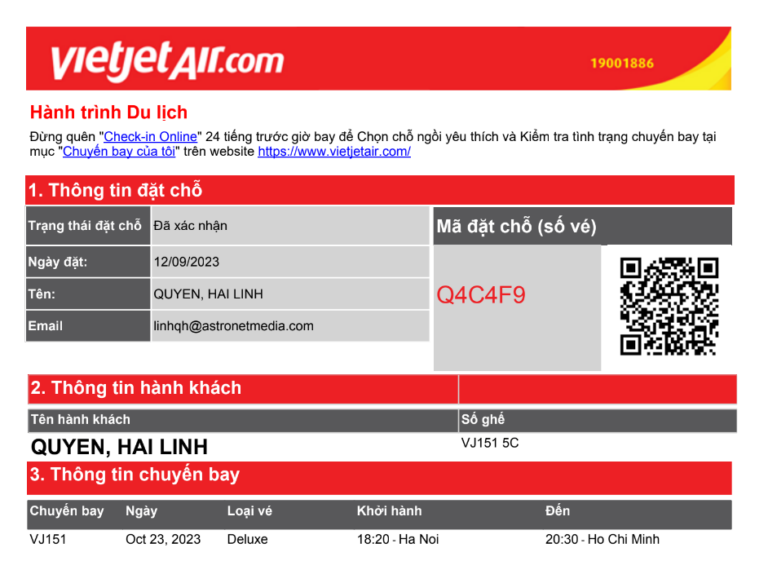 vietjetAir.com
19001886
Hành trình Du lịch
Đừng quên "Check-in Online" 24 tiếng trước giờ bay để Chọn chỗ ngồi yêu thích và Kiểm tra tình trạng chuyến bay tại
mục "Chuyến bay của tôi" trên website https://www.vietjetair.com/
1. Thông tin đặt chỗ
Trạng thái đặt chỗ Đã xác nhận
Mã đặt chỗ (số vé)
Ngày đặt: 12/09/2023
Tên: QUYEN, HAI LINH
Q4C4F9
Email linhqh@astronetmedia.com
2. Thông tin hành khách
Tên hành khách Số ghế
QUYEN, HAI LINH VJ151 5C
3. Thông tin chuyến bay
Chuyến bay Ngày Loại vé Khởi hành Đến
VJ151 Oct 23, 2023 Deluxe 18:20 - Ha Noi 20:30 - Ho Chi Minh